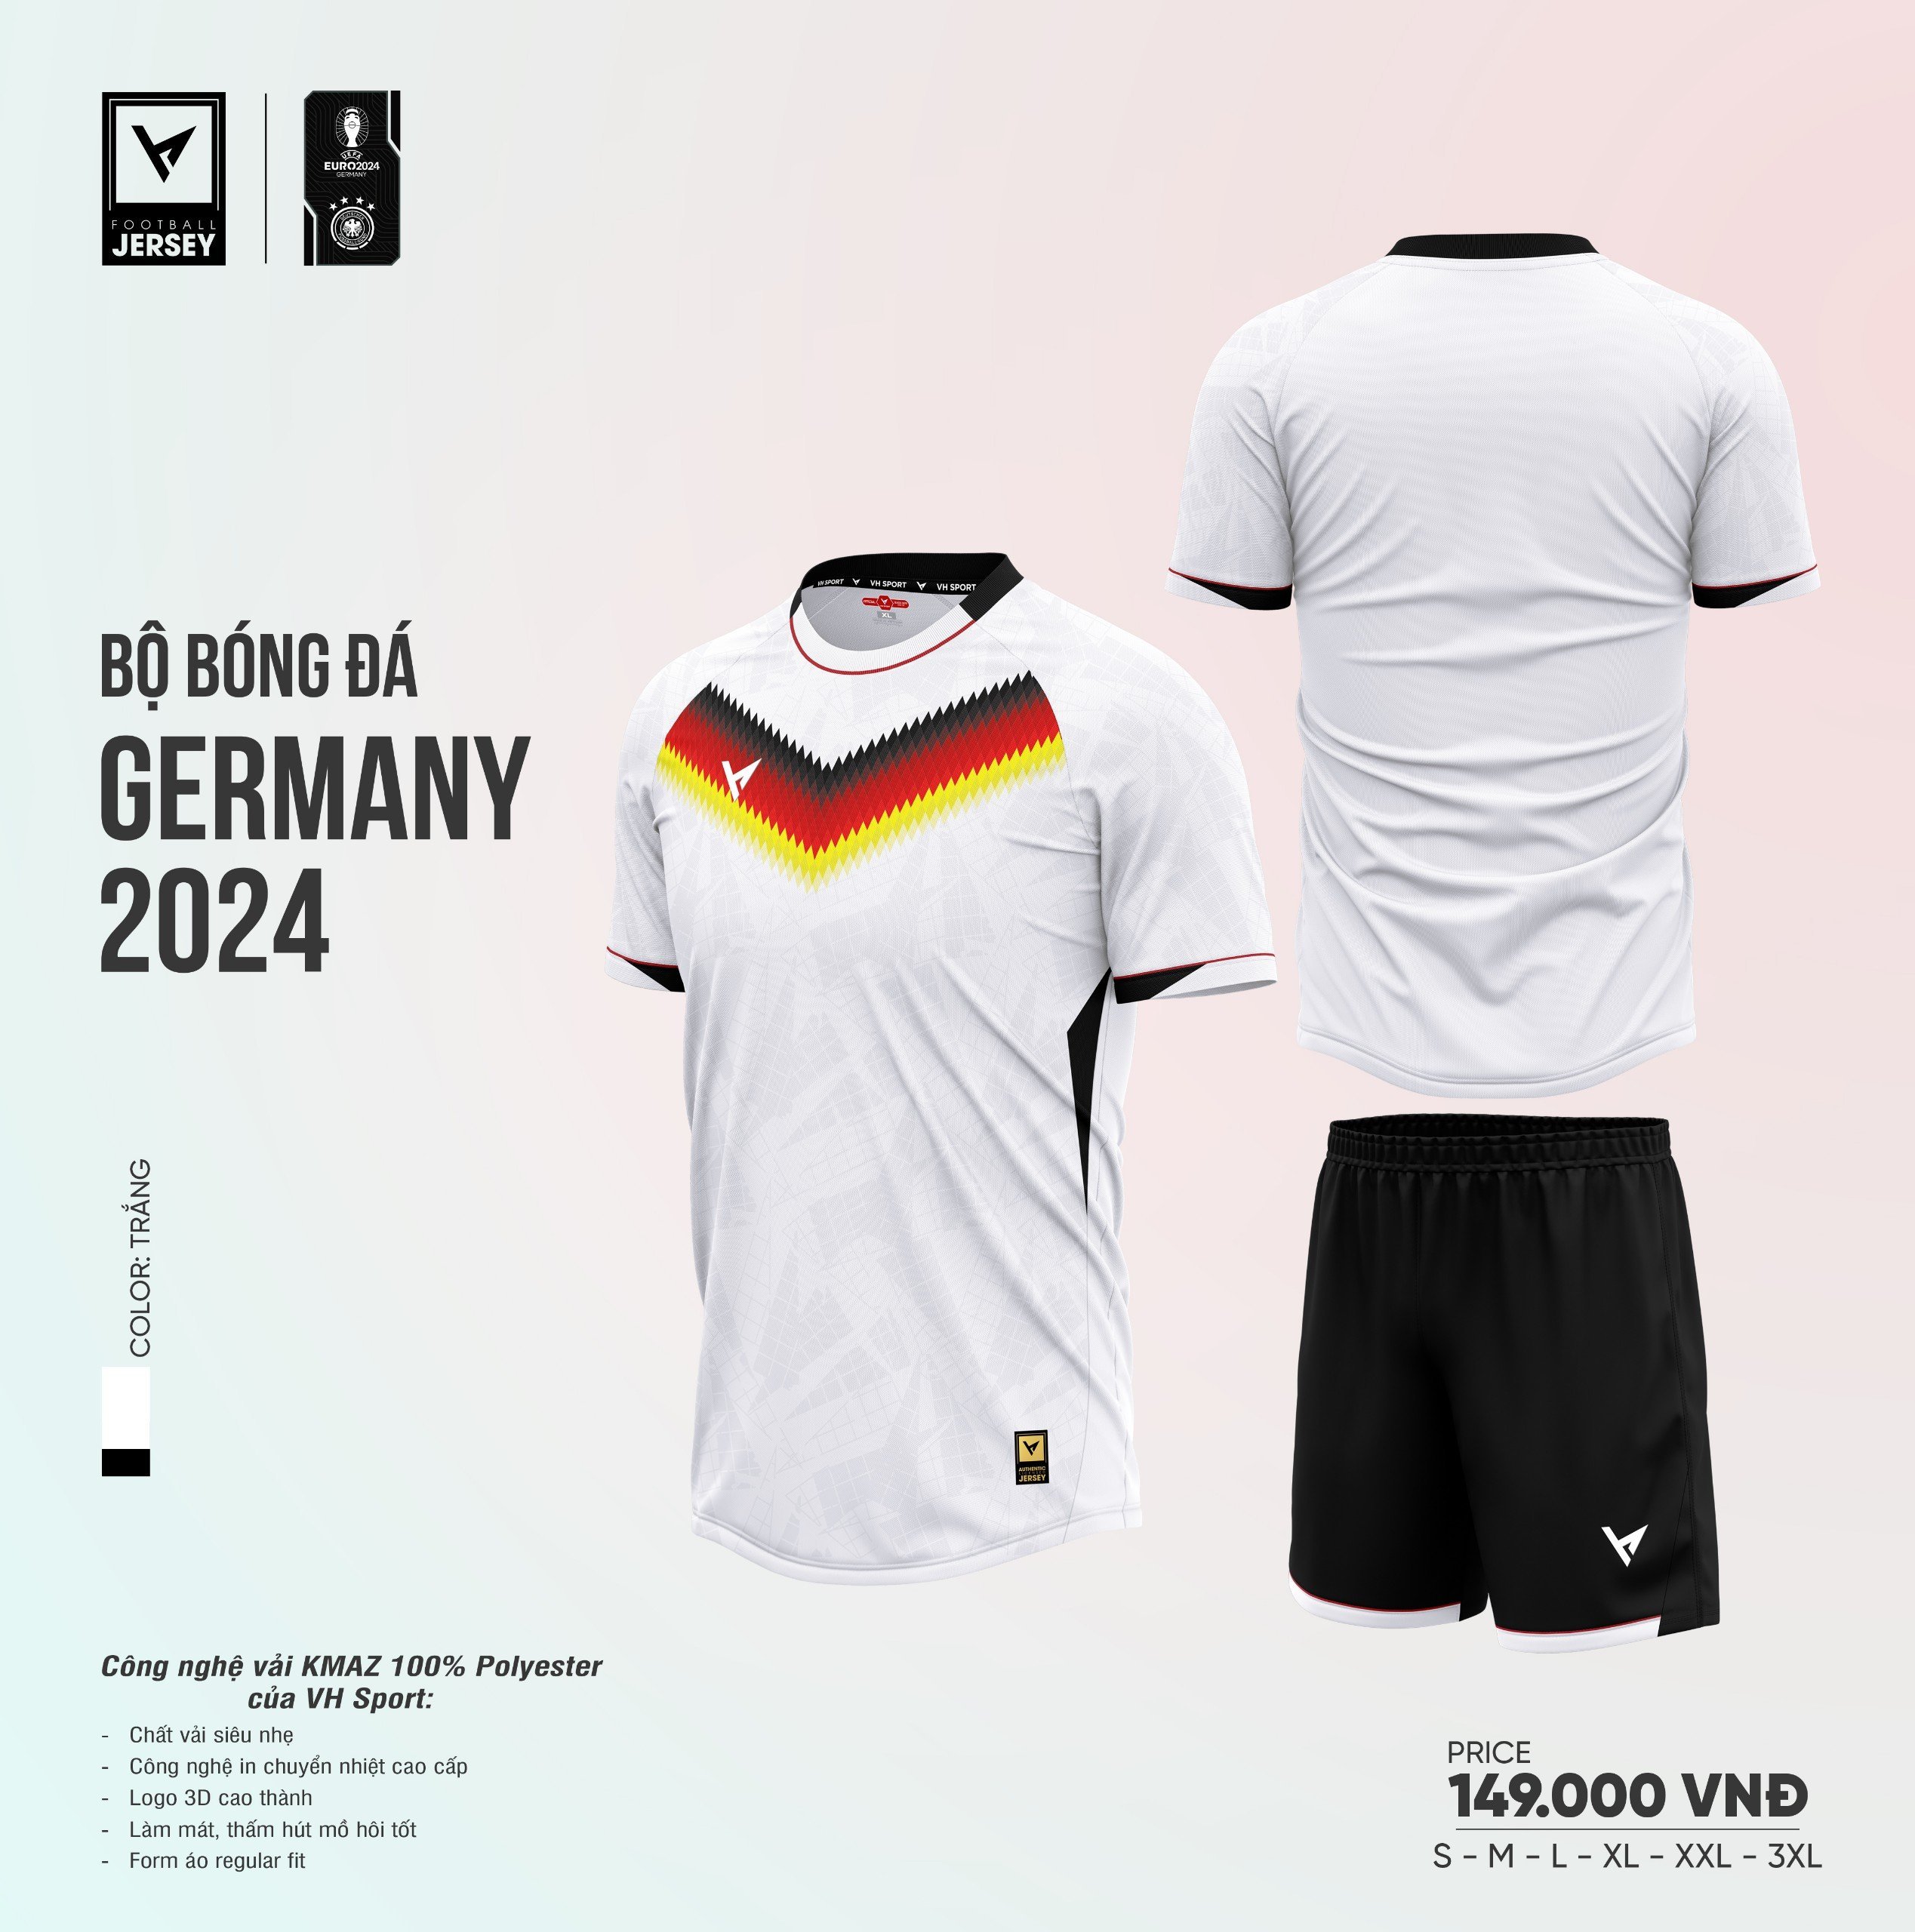 FOOTBALL
JERSEY
UEFA
EURO2024
GERMANY
BỘ BÓNG ĐÁ
GERMANY
2024
VH SPORT VH SPORT VH SPORT
XL
COLOR: TRẮNG
AUTHENTIC
JERSEY
Công nghệ vải KMAZ 100% Polyester
của VH Sport:
- Chất vải siêu nhẹ
- Công nghệ in chuyển nhiệt cao cấp
- Logo 3D cao thành
- Làm mát, thấm hút mồ hôi tốt
- Form áo regular fit
PRICE
149.000 VNĐ
S - M - L - XL - XXL - 3XL